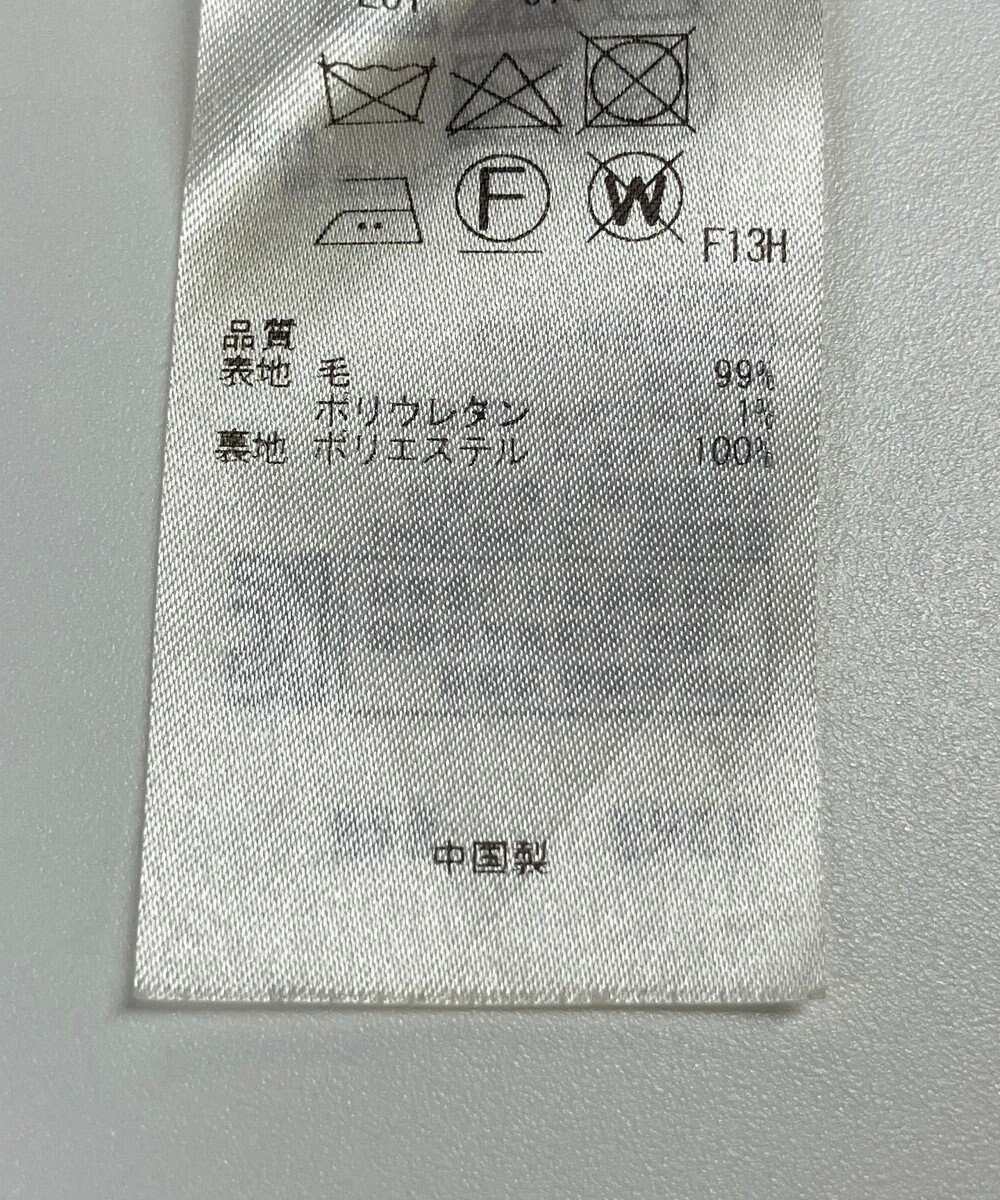 F
W
F13H
品質
表地 毛 99%
ポリウレタン 1%
裏地 ポリエステル 100%
中国製